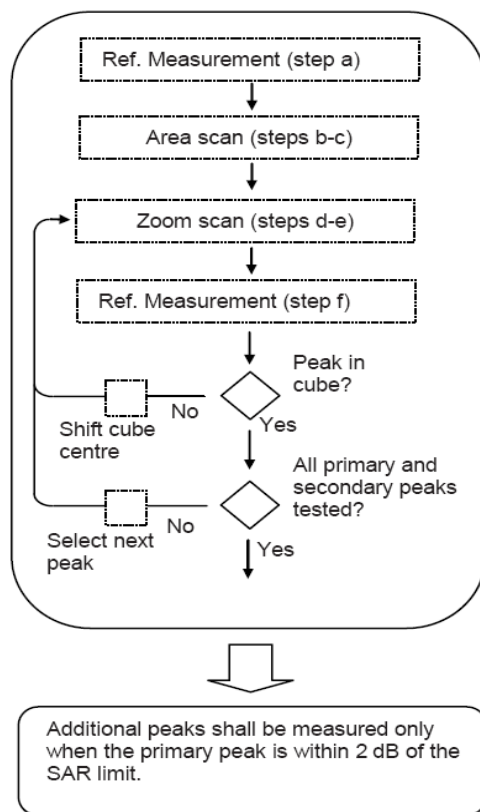 Ref. Measurement (step a)
Area scan (steps b-c)
Zoom scan (steps d-e)
Ref. Measurement (step f)
Peak in
cube?
No
Shift cube
centre
Yes
All primary and
secondary peaks
tested?
No
Select next
peak
Yes
Additional peaks shall be measured only
when the primary peak is within 2 dB of the
SAR limit.